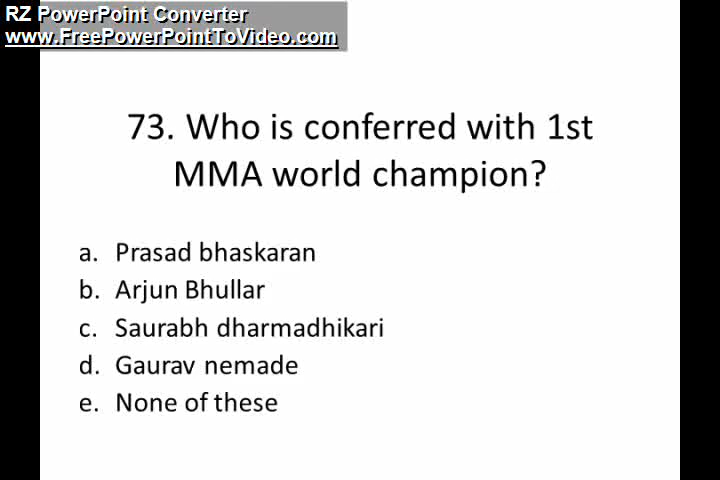 RZ PowerPoint Converter
www.FreePowerPointToVideo.com
73. Who is conferred with 1st
MMA world champion?
a. Prasad bhaskaran
b. Arjun Bhullar
c. Saurabh dharmadhikari
d. Gaurav nemade
e. None of these